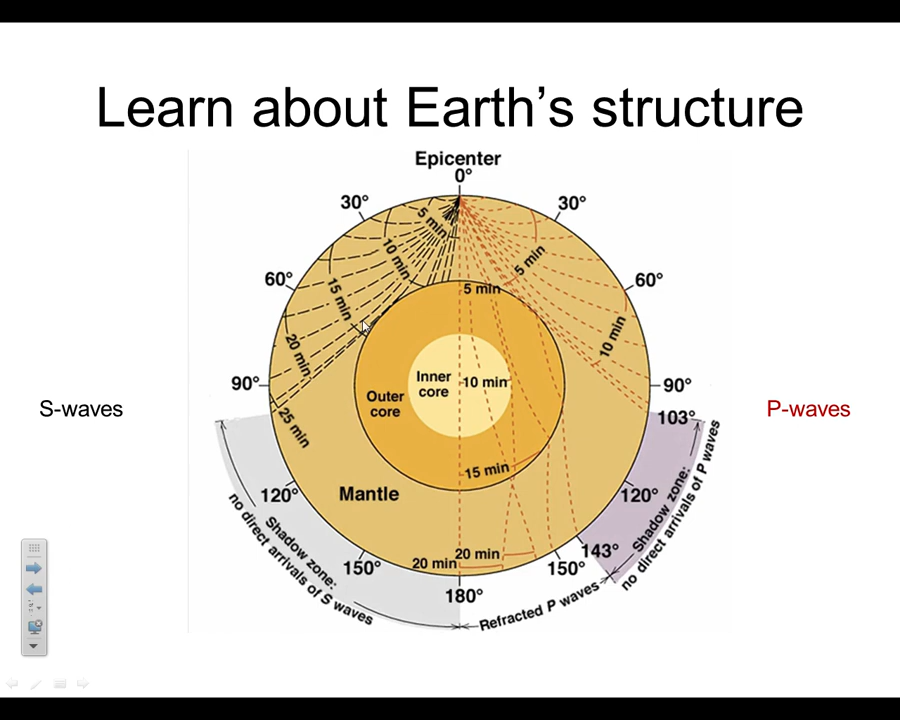 Learn about Earth’s structure
Epicenter
0°
30°
30°
5 min
10 min
5 min
60°
60°
15 min
5 min
20 min
10 min
Inner
core
10 min
90°
90°
Outer
core
S-waves
P-waves
103°
25 min
15 min
120°
Mantle
120°
Shadow zone:
no direct arrivals of S waves
Shadow zone:
no direct arrivals of P waves
143°
150°
20 min
20 min
150°
180°
Refracted P waves